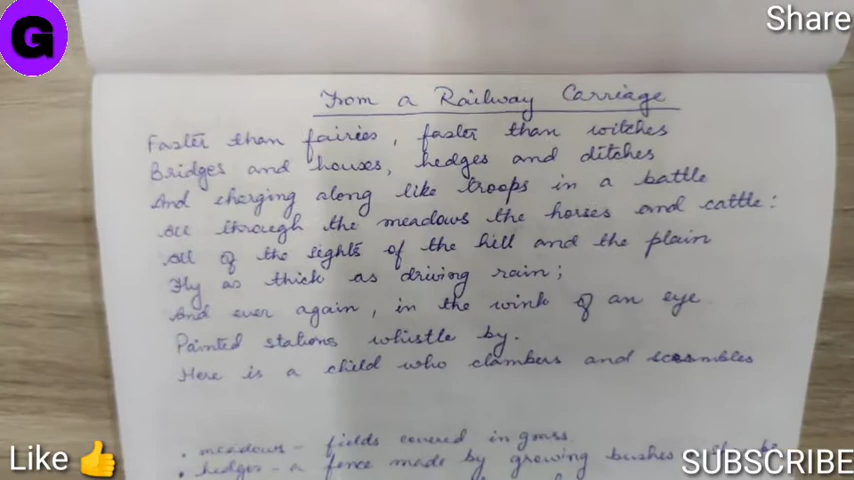 G
Share
From a Railway Carriage
Faster than fairies, faster than witches
Bridges and houses, hedges and ditches
And charging along like troops in a battle
All through the meadows the horses and cattle:
All of the sights of the hill and the plain
Fly as thick as driving rain;
And ever again, in the wink of an eye
Painted stations whistle by.
Here is a child who clambers and scrambles
• meadows - fields covered in grass.
• hedges - a fence made by growing bushes
Like 👍
SUBSCRIBE